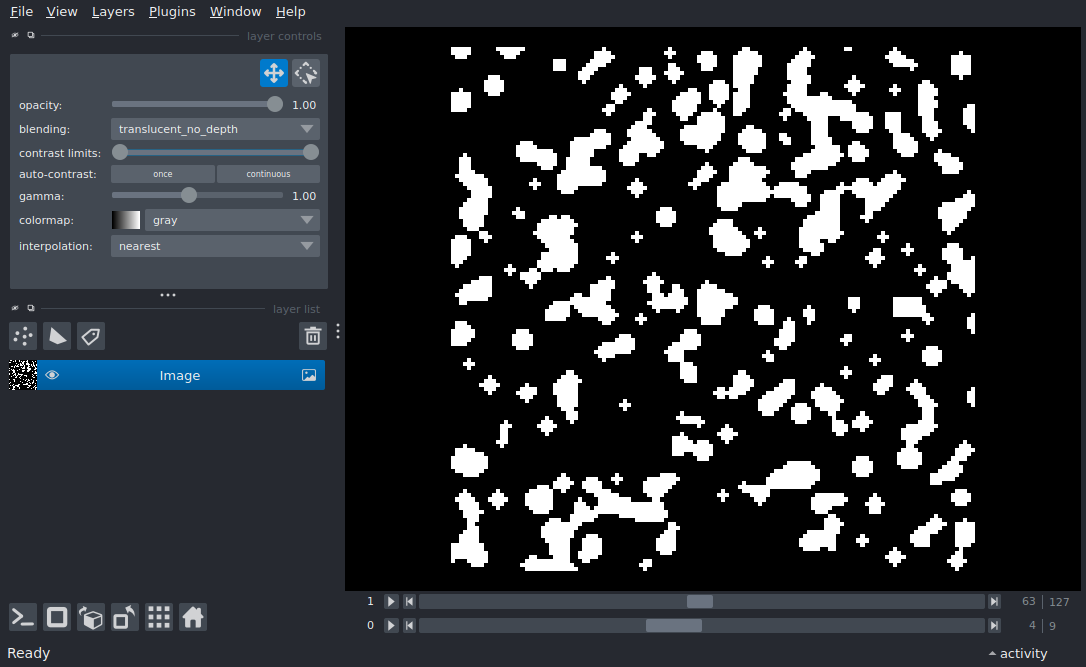 File View Layers Plugins Window Help
layer controls
opacity: 1.00
blending: translucent_no_depth
contrast limits:
auto-contrast: once continuous
gamma: 1.00
colormap: gray
interpolation: nearest
layer list
Image
1 63 127
0 4 9
Ready activity